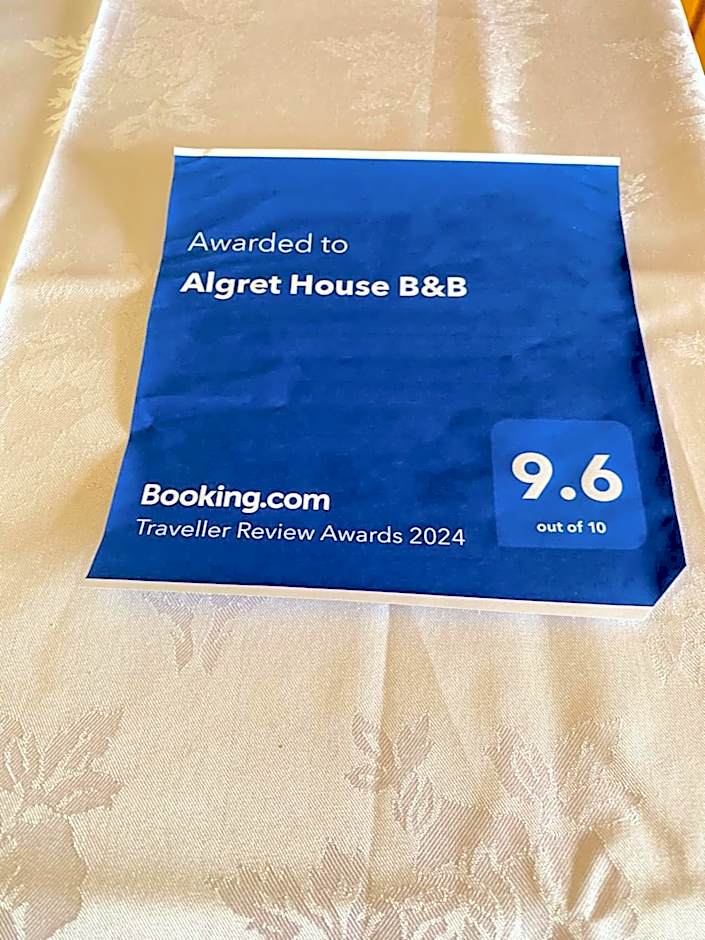 Awarded to
Algret House B&B
Booking.com
Traveller Review Awards 2024
9.6
out of 10